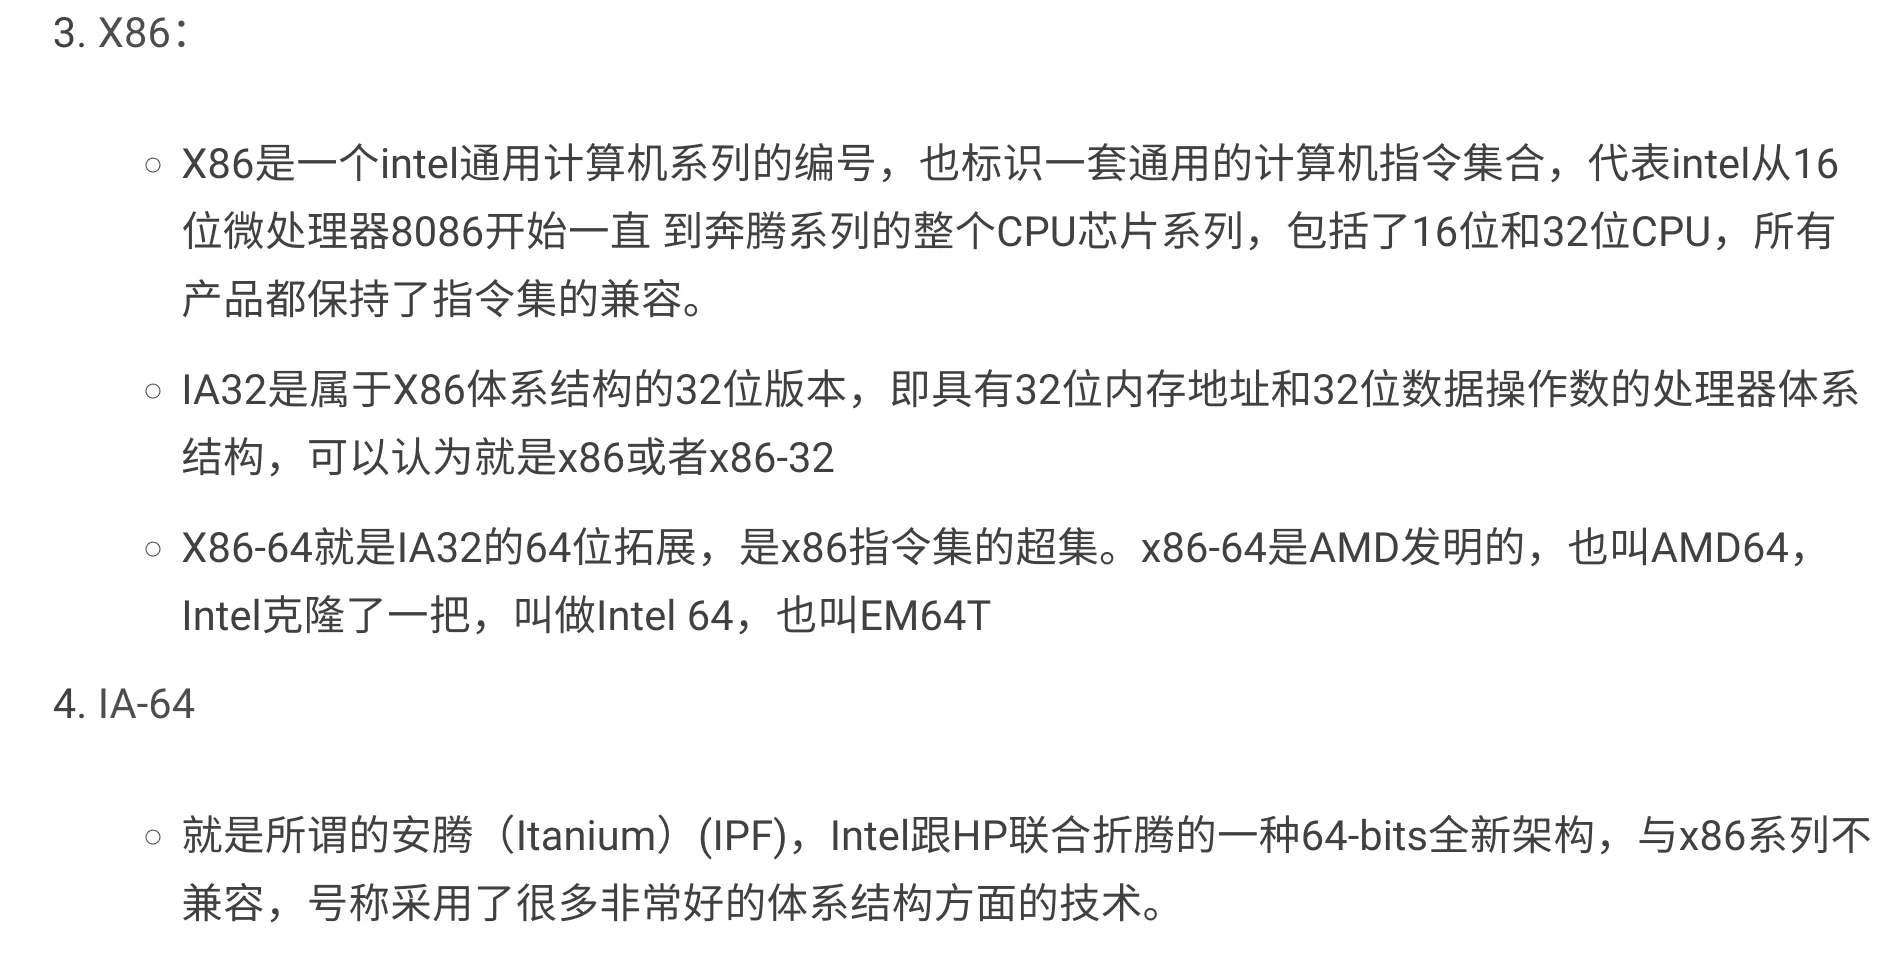 3. X86：
X86是一个intel通用计算机系列的编号，也标识一套通用的计算机指令集合，代表intel从16
位微处理器8086开始一直 到奔腾系列的整个CPU芯片系列，包括了16位和32位CPU，所有
产品都保持了指令集的兼容。
IA32是属于X86体系结构的32位版本，即具有32位内存地址和32位数据操作数的处理器体系
结构，可以认为就是x86或者x86-32
X86-64就是IA32的64位拓展，是x86指令集的超集。x86-64是AMD发明的，也叫AMD64，
Intel克隆了一把，叫做Intel 64，也叫EM64T
4. IA-64
就是所谓的安腾（Itanium）(IPF)，Intel跟HP联合折腾的一种64-bits全新架构，与x86系列不
兼容，号称采用了很多非常好的体系结构方面的技术。